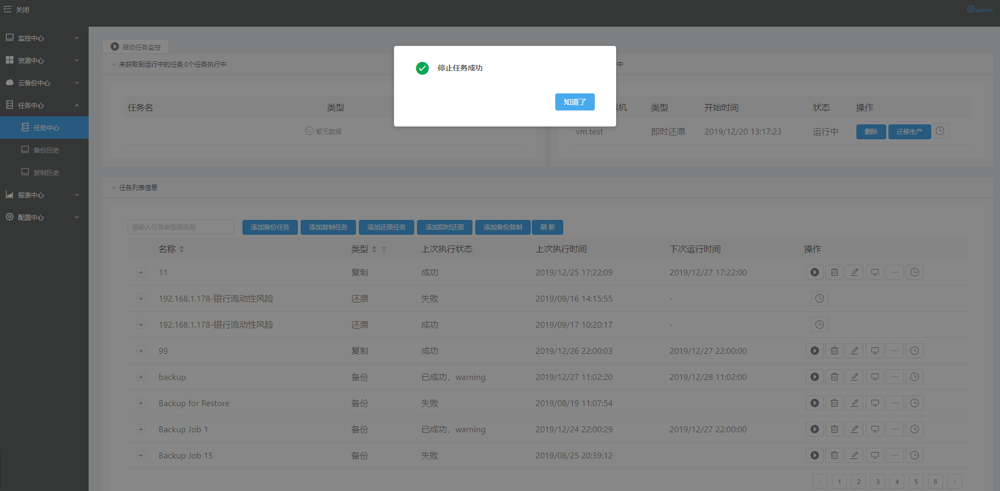 关闭
admin
监控中心
资源中心
云备份中心
任务中心
任务中心
备份历史
复制历史
报表中心
配置中心
启动任务监控
未获取到运行中的任务,0个任务执行中
中
任务名 类型
暂无数据
停止任务成功
知道了
拟机 类型 开始时间 状态 操作
vm.test 即时还原 2019/12/20 13:17:23 运行中 删除 迁移生产
任务列表信息
请输入任务类型或名称 添加备份任务 添加复制任务 添加还原任务 添加即时还原 添加备份复制 刷 新
名称 类型 上次执行状态 上次执行时间 下次运行时间 操作
11 复制 成功 2019/12/25 17:22:09 2019/12/27 17:22:00
192.168.1.178-银行流动性风险 还原 失败 2019/09/16 14:15:55 -
192.168.1.178-银行流动性风险 还原 成功 2019/09/17 10:20:17 -
99 复制 成功 2019/12/26 22:00:03 2019/12/27 22:00:00
backup 备份 已成功，warning 2019/12/27 11:02:20 2019/12/28 11:02:00
Backup for Restore 备份 失败 2019/08/19 11:07:54
Backup Job 1 备份 已成功，warning 2019/12/24 22:00:29 2019/12/27 22:00:00
Backup Job 15 备份 失败 2019/08/25 20:39:12
< 1 2 3 4 5 6 >